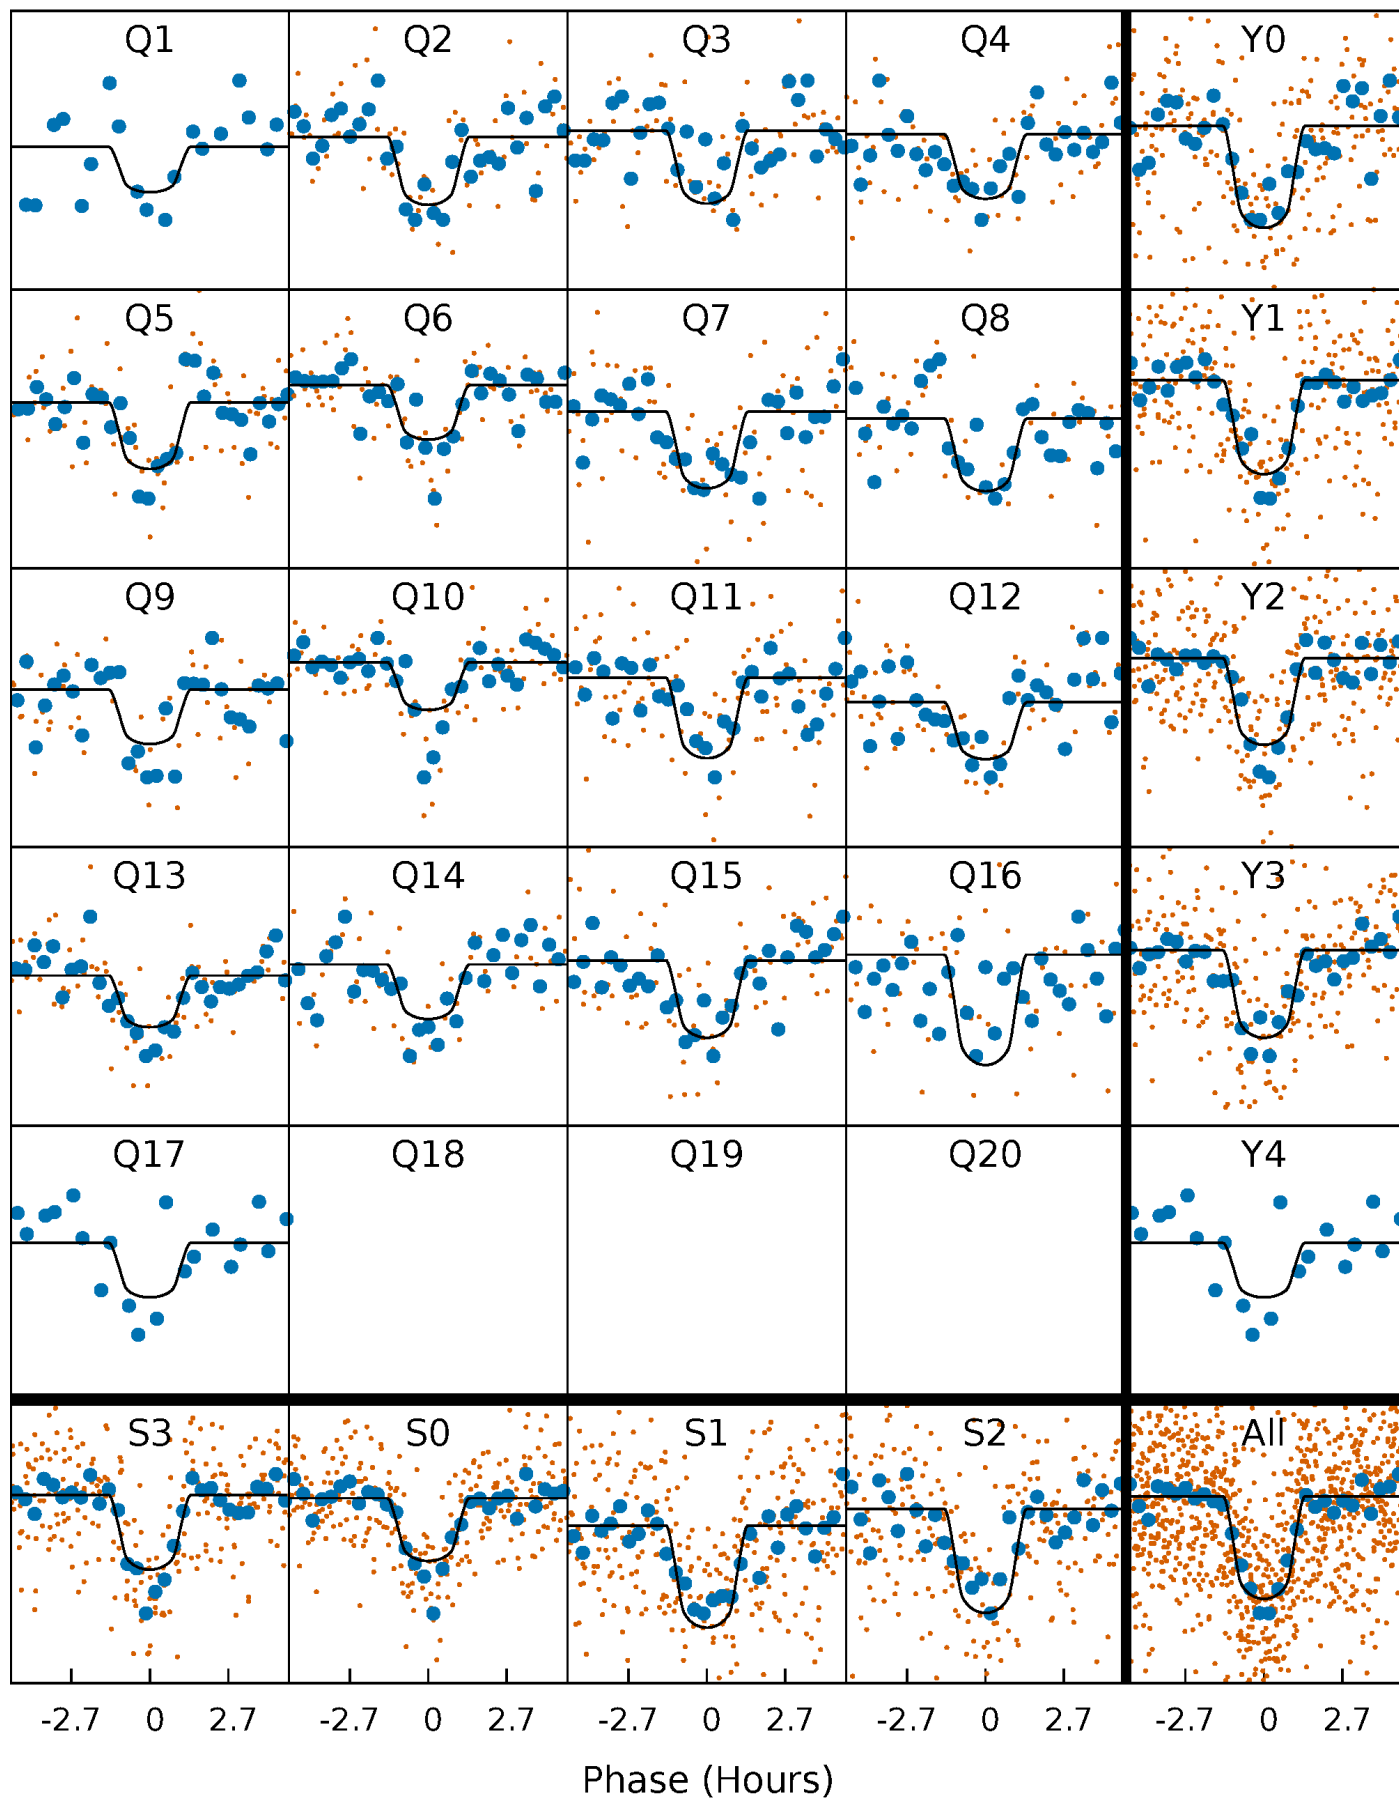 Q1 Q2 Q3 Q4 Y0
Q5 Q6 Q7 Q8 Y1
Q9 Q10 Q11 Q12 Y2
Q13 Q14 Q15 Q16 Y3
Q17 Q18 Q19 Q20 Y4
S3 S0 S1 S2 All
-2.7 0 2.7 -2.7 0 2.7 -2.7 0 2.7 -2.7 0 2.7 -2.7 0 2.7
Phase (Hours)